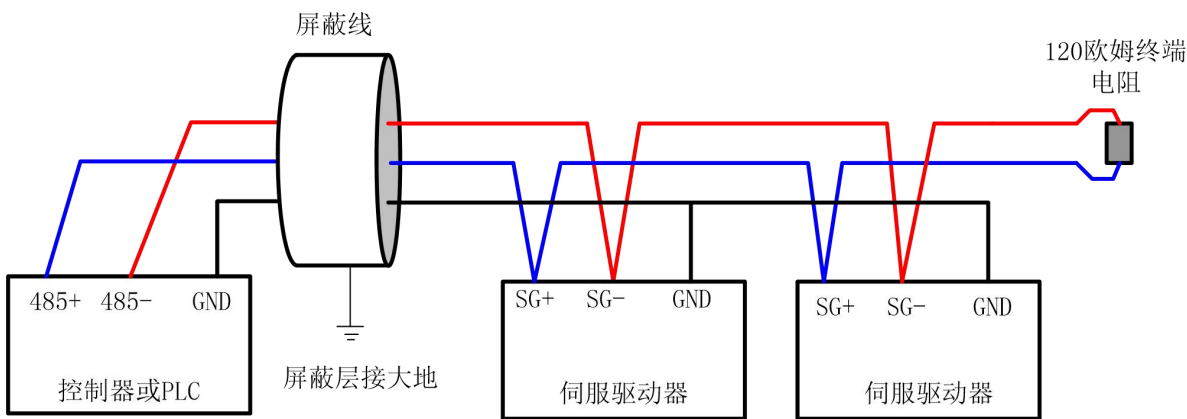 屏蔽线
120欧姆终端
电阻
485+ 485- GND
SG+ SG- GND
SG+ SG- GND
控制器或PLC
屏蔽层接大地
伺服驱动器
伺服驱动器